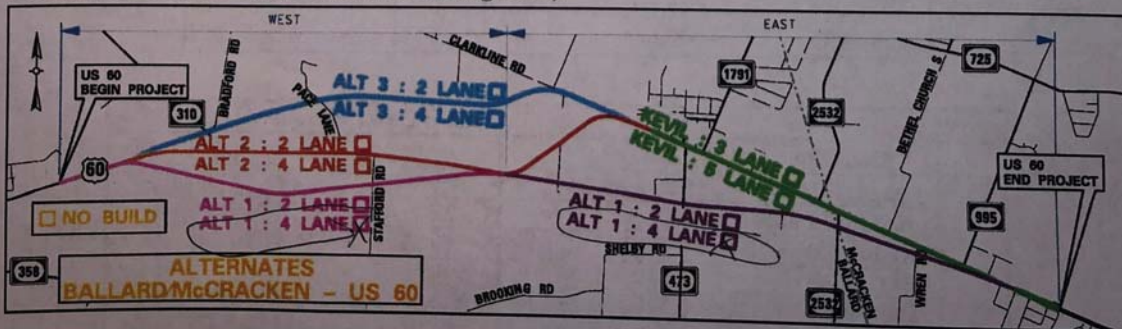 WEST
EAST
CLARKLINE RD
1791
725
US 60
BEGIN PROJECT
BRADFORD RD
PACE LANE
ALT 3 : 2 LANE
ALT 3 : 4 LANE
310
2532
BETHEL CHURCH S
KEVIL : 3 LANE
KEVIL : 5 LANE
ALT 2 : 2 LANE
ALT 2 : 4 LANE
60
US 60
END PROJECT
NO BUILD
ALT 1 : 2 LANE
ALT 1 : 4 LANE
STAFFORD RD
ALT 1 : 2 LANE
ALT 1 : 4 LANE
995
SHELBY RD
358
ALTERNATES
BALLARD/McCRACKEN - US 60
BROOKING RD
473
2532
McCRACKEN
BALLARD
WREN RD